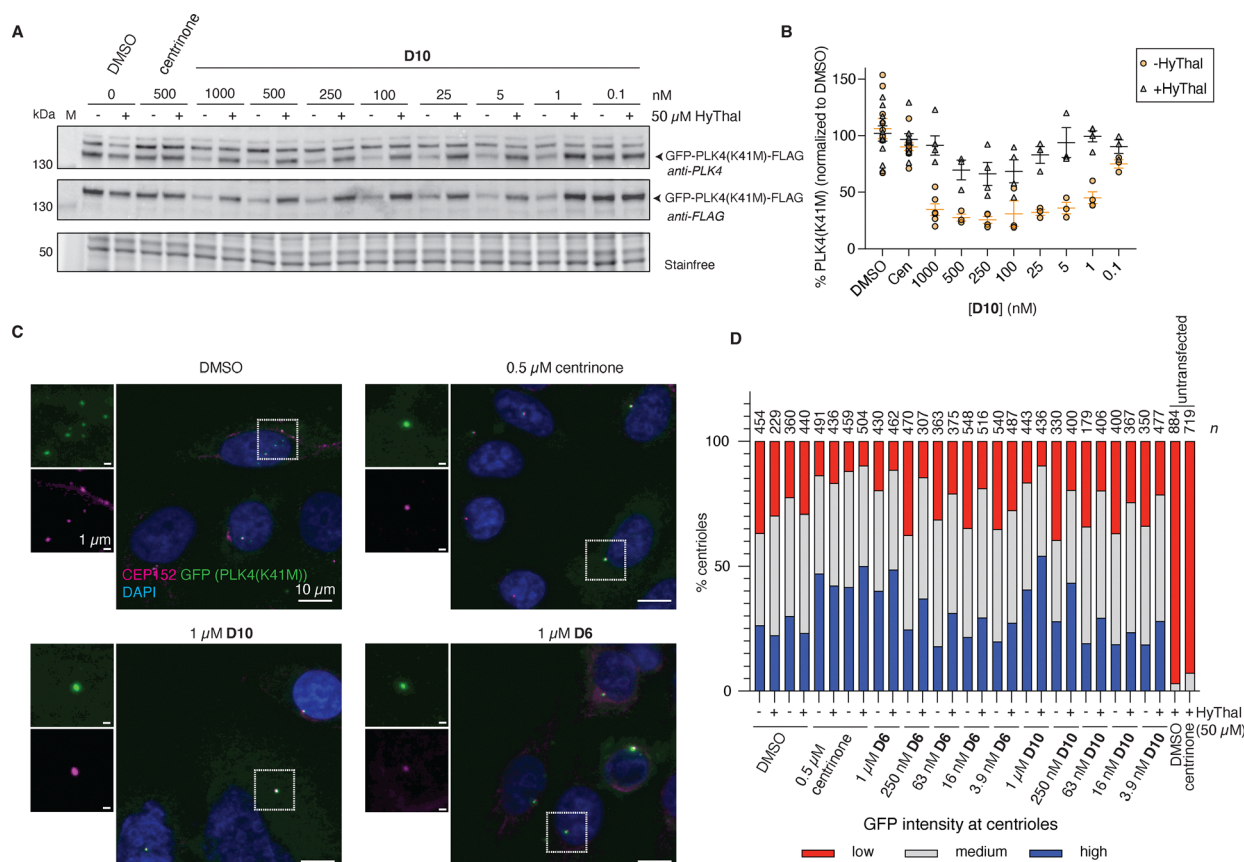 A
DMSO
centrinone
D10
0 500 1000 500 250 100 25 5 1 0.1 nM
kDa M - + - + - + - + - + - + - + - + - + - + 50 µM HyThal
130
GFP-PLK4(K41M)-FLAG
anti-PLK4
130
GFP-PLK4(K41M)-FLAG
anti-FLAG
50
Stainfree
B
-HyThal
+HyThal
% PLK4(K41M) (normalized to DMSO)
150
100
50
0
DMSO Cen 1000 500 250 100 25 5 1 0.1
[D10] (nM)
C
DMSO
0.5 µM centrinone
1 µm
CEP152 GFP (PLK4(K41M))
DAPI
10 µm
1 µM D10
1 µM D6
D
untransfected
454 229 360 440 491 436 459 504 430 462 470 307 363 375 548 516 540 487 443 436 330 400 179 406 400 367 350 477 884 719 n
% centrioles
100
50
0
- + - + - + - + - + - + - + - + - + - + - + - + - + - + + + HyThal
(50 µM)
DMSO
0.5 µM
centrinone
1 µM D6
250 nM D6
63 nM D6
16 nM D6
3.9 nM D6
1 µM D10
250 nM D10
63 nM D10
16 nM D10
3.9 nM D10
DMSO
centrinone
GFP intensity at centrioles
low medium high